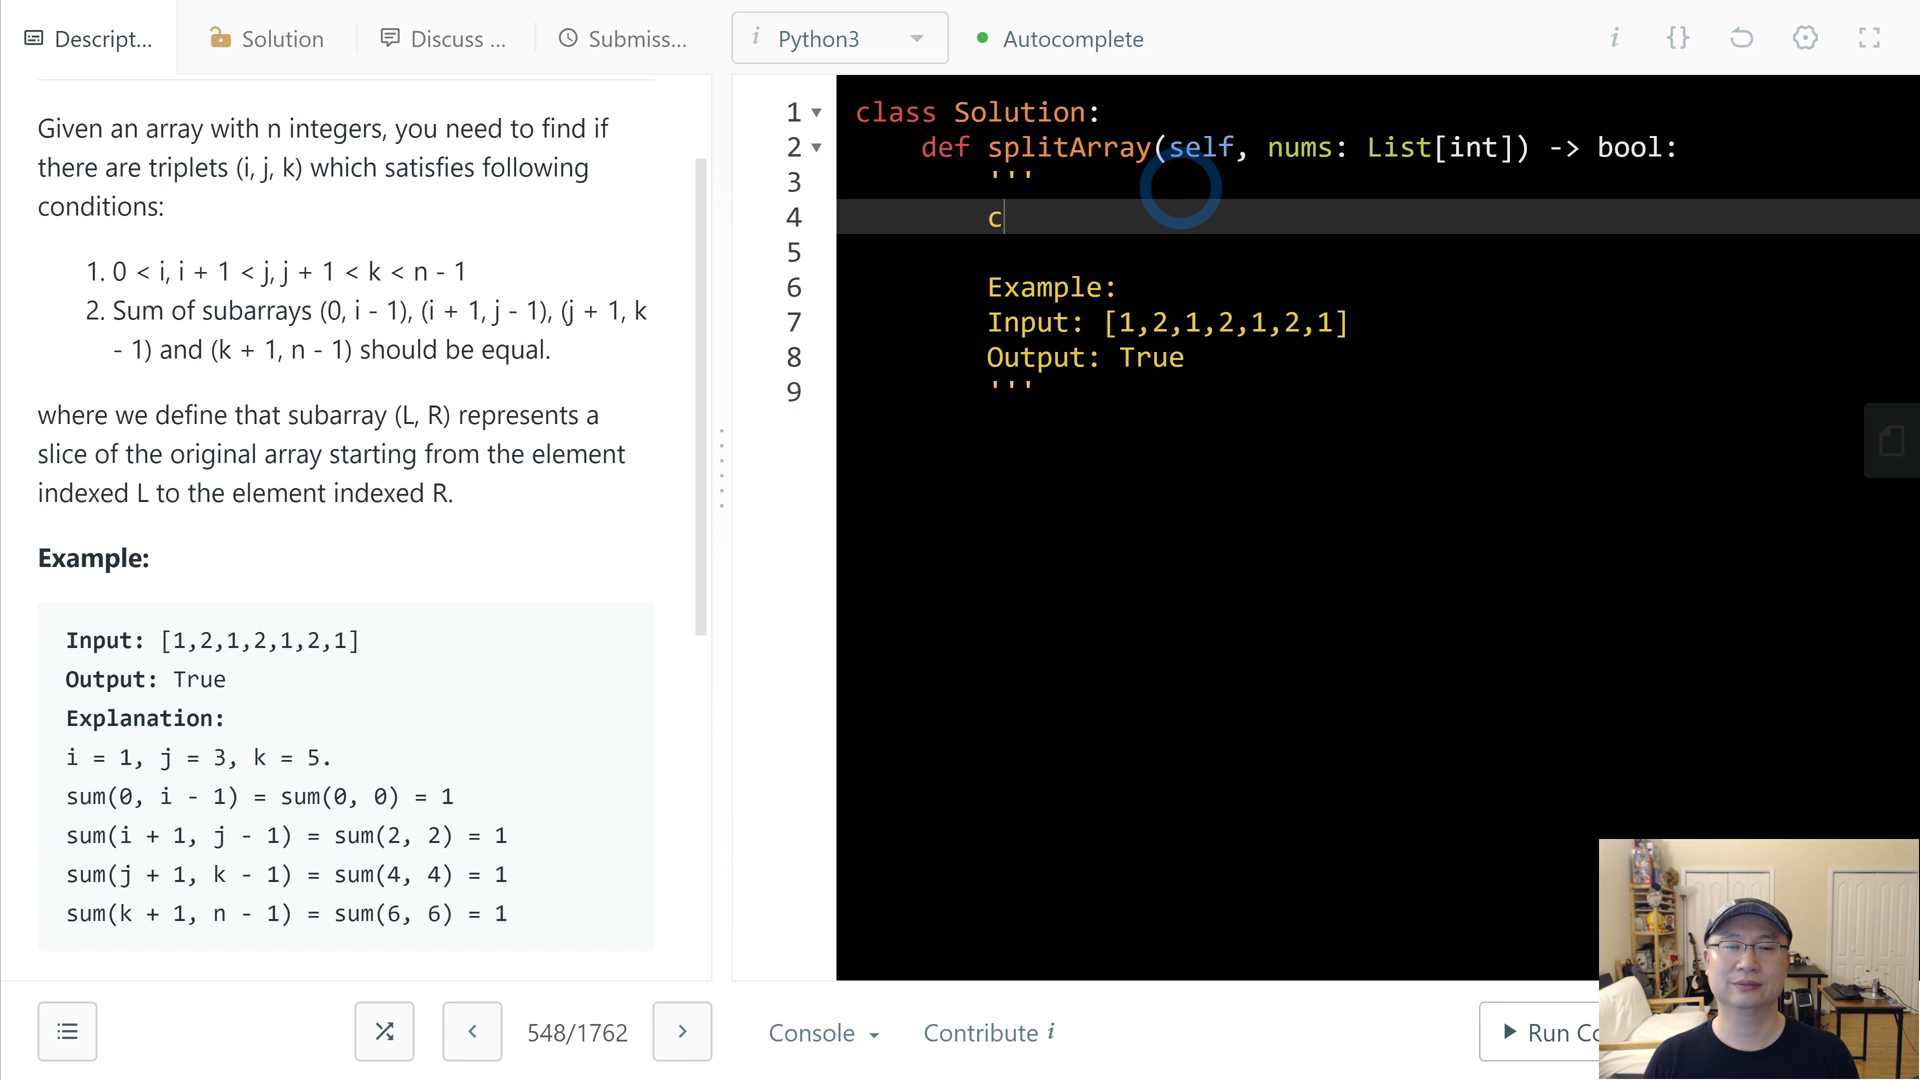 Descript...
Solution
Discuss ...
Submiss...
i Python3
Autocomplete
i {}
Given an array with n integers, you need to find if
there are triplets (i, j, k) which satisfies following
conditions:
1. 0 < i, i + 1 < j, j + 1 < k < n - 1
2. Sum of subarrays (0, i - 1), (i + 1, j - 1), (j + 1, k
- 1) and (k + 1, n - 1) should be equal.
where we define that subarray (L, R) represents a
slice of the original array starting from the element
indexed L to the element indexed R.
Example:
Input: [1,2,1,2,1,2,1]
Output: True
Explanation:
i = 1, j = 3, k = 5.
sum(0, i - 1) = sum(0, 0) = 1
sum(i + 1, j - 1) = sum(2, 2) = 1
sum(j + 1, k - 1) = sum(4, 4) = 1
sum(k + 1, n - 1) = sum(6, 6) = 1
1 class Solution:
2 def splitArray(self, nums: List[int]) -> bool:
3 '''
4 c
5
6 Example:
7 Input: [1,2,1,2,1,2,1]
8 Output: True
9 '''
548/1762
Console
Contribute i
Run Co